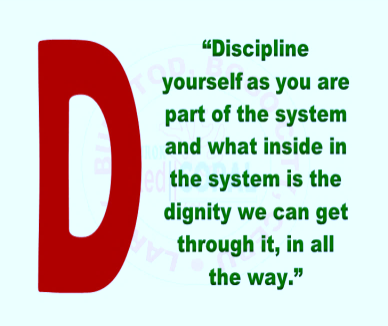 D
“Discipline
yourself as you are
part of the system
and what inside in
the system is the
dignity we can get
through it, in all
the way.”